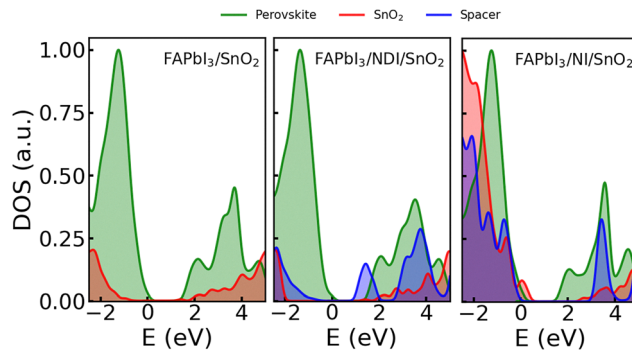 Perovskite SnO₂ Spacer
FAPbI₃/SnO₂ FAPbI₃/NDI/SnO₂ FAPbI₃/NI/SnO₂
DOS (a.u.)
1.00
0.75
0.50
0.25
0.00
−2 0 2 4 −2 0 2 4 −2 0 2 4
E (eV) E (eV) E (eV)